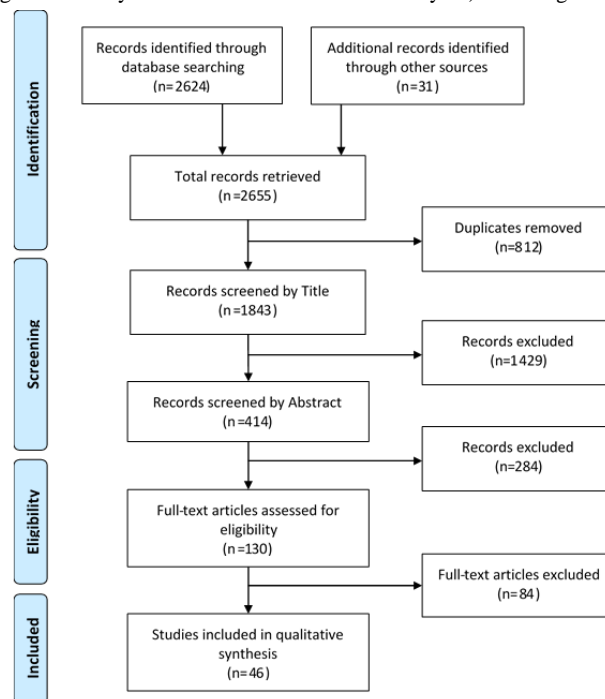 Records identified through
database searching
(n=2624)
Additional records identified
through other sources
(n=31)
Identification
Total records retrieved
(n=2655)
Duplicates removed
(n=812)
Records screened by Title
(n=1843)
Screening
Records excluded
(n=1429)
Records screened by Abstract
(n=414)
Records excluded
(n=284)
Full-text articles assessed for
eligibility
(n=130)
Eligibility
Full-text articles excluded
(n=84)
Studies included in qualitative
synthesis
(n=46)
Included